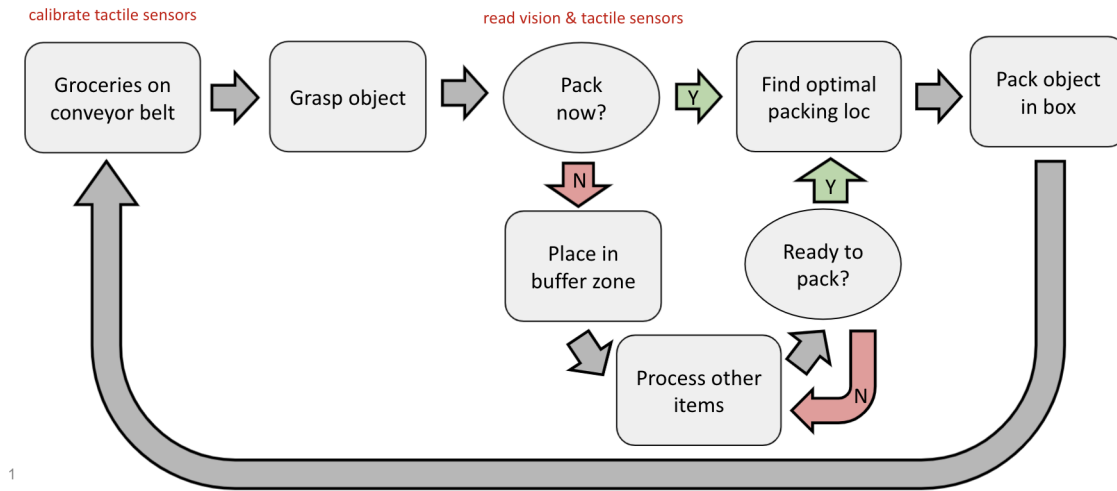 calibrate tactile sensors
read vision & tactile sensors
Groceries on
conveyor belt
Grasp object
Pack
now?
Y
Find optimal
packing loc
Pack object
in box
N
Y
Place in
buffer zone
Ready to
pack?
Process other
items
N
1